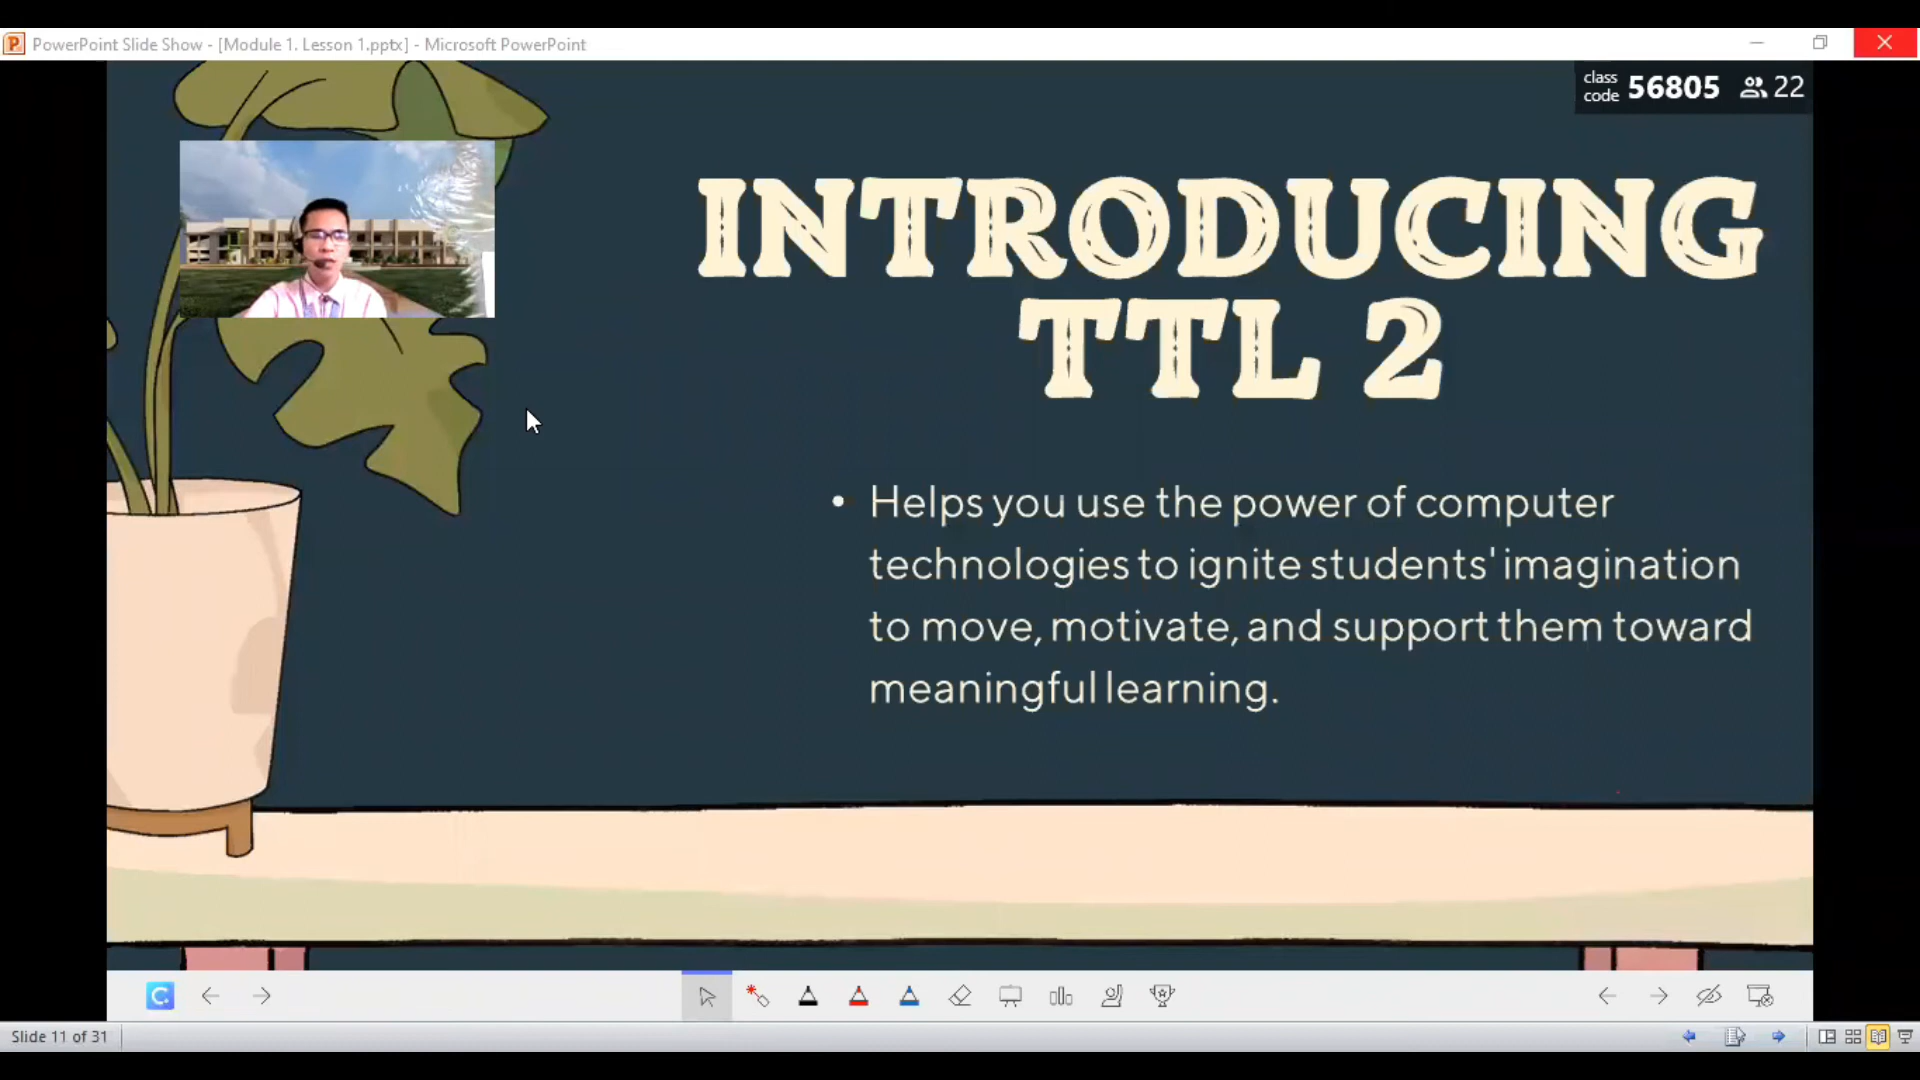 PowerPoint Slide Show - [Module 1. Lesson 1.pptx] - Microsoft PowerPoint
class code 56805 22
INTRODUCING
TTL 2
• Helps you use the power of computer
technologies to ignite students' imagination
to move, motivate, and support them toward
meaningful learning.
Slide 11 of 31